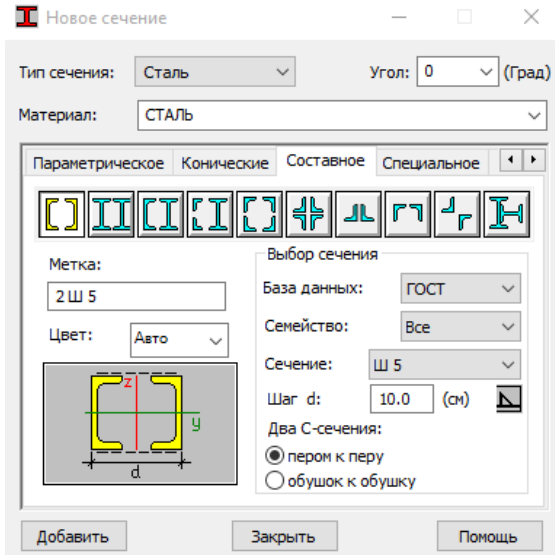 Новое сечение
Тип сечения: Сталь Угол: 0 (Град)
Материал: СТАЛЬ
Параметрическое Конические Составное Специальное
Метка:
2 Ш 5
Цвет: Авто
z
y
d
Выбор сечения
База данных: ГОСТ
Семейство: Все
Сечение: Ш 5
Шаг d: 10.0 (см)
Два С-сечения:
пером к перу
обушок к обушку
Добавить Закрыть Помощь